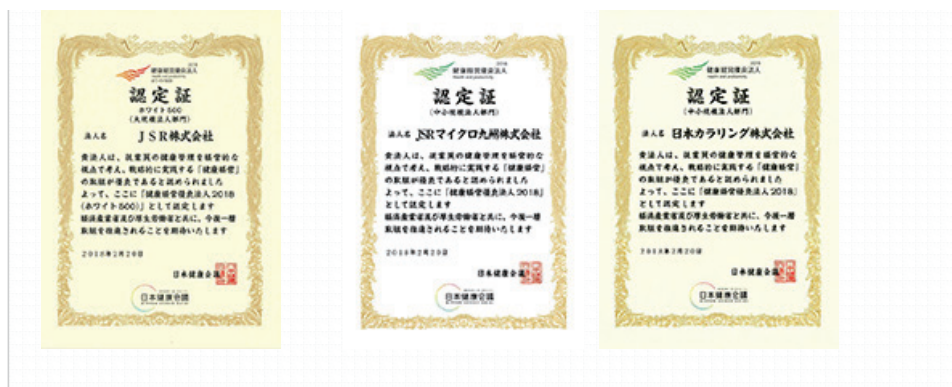 2018
健康経営優良法人
Health and productivity
ホワイト500
認定証
ホワイト500
(大規模法人部門)
法人名 JSR株式会社
貴法人は、従業員の健康管理を経営的な
視点で考え、戦略的に実践する「健康経営」
の取組が優良であると認められました
よって、ここに「健康経営優良法人2018
(ホワイト500)」として認定します
経済産業省及び厚生労働省と共に、今後一層
取組を推進されることを期待いたします
2018年2月20日
日本健康会議
日本健康会議
2018
健康経営優良法人
Health and productivity
認定証
(中小規模法人部門)
法人名 JSRマイクロ九州株式会社
貴法人は、従業員の健康管理を経営的な
視点で考え、戦略的に実践する「健康経営」
の取組が優良であると認められました
よって、ここに「健康経営優良法人2018」
として認定します
経済産業省及び厚生労働省と共に、今後一層
取組を推進されることを期待いたします
2018年2月20日
日本健康会議
日本健康会議
2018
健康経営優良法人
Health and productivity
認定証
(中小規模法人部門)
法人名 日本カラリング株式会社
貴法人は、従業員の健康管理を経営的な
視点で考え、戦略的に実践する「健康経営」
の取組が優良であると認められました
よって、ここに「健康経営優良法人2018」
として認定します
経済産業省及び厚生労働省と共に、今後一層
取組を推進されることを期待いたします
2018年2月20日
日本健康会議
日本健康会議